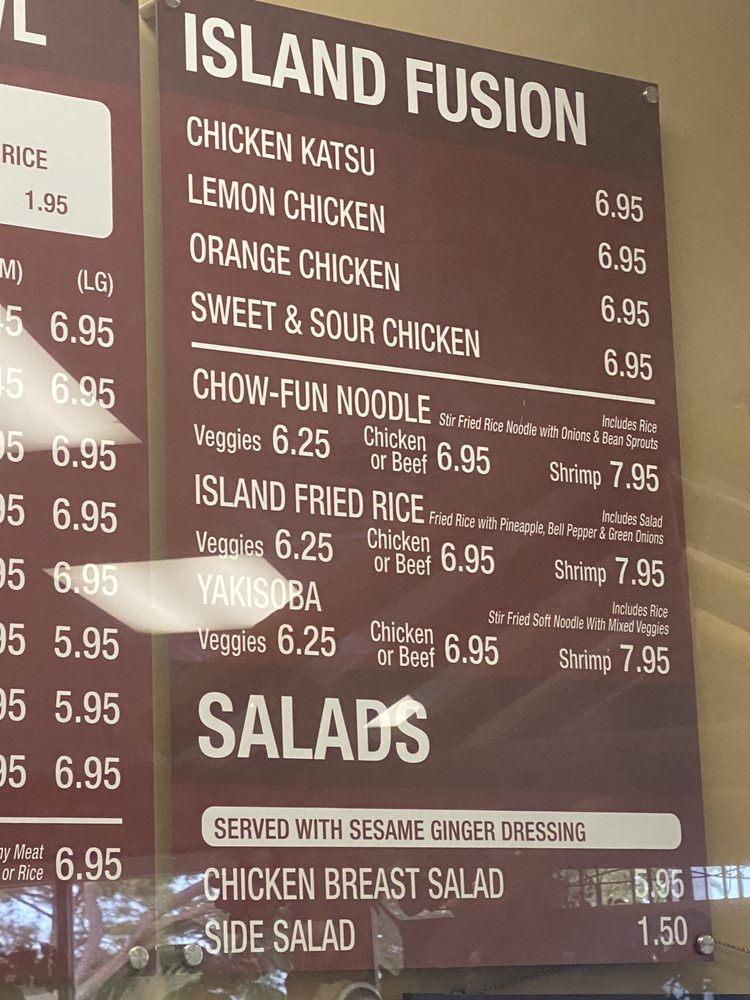 RICE
1.95
(LG)
6.95
6.95
6.95
6.95
6.95
5.95
5.95
6.95
Meat
or Rice 6.95
ISLAND FUSION
CHICKEN KATSU 6.95
LEMON CHICKEN 6.95
ORANGE CHICKEN 6.95
SWEET & SOUR CHICKEN 6.95
CHOW-FUN NOODLE Includes Rice
Stir Fried Rice Noodle with Onions & Bean Sprouts
Veggies 6.25 Chicken or Beef 6.95 Shrimp 7.95
ISLAND FRIED RICE Includes Salad
Fried Rice with Pineapple, Bell Pepper & Green Onions
Veggies 6.25 Chicken or Beef 6.95 Shrimp 7.95
YAKISOBA Includes Rice
Stir Fried Soft Noodle With Mixed Veggies
Veggies 6.25 Chicken or Beef 6.95 Shrimp 7.95
SALADS
SERVED WITH SESAME GINGER DRESSING
CHICKEN BREAST SALAD 5.95
SIDE SALAD 1.50